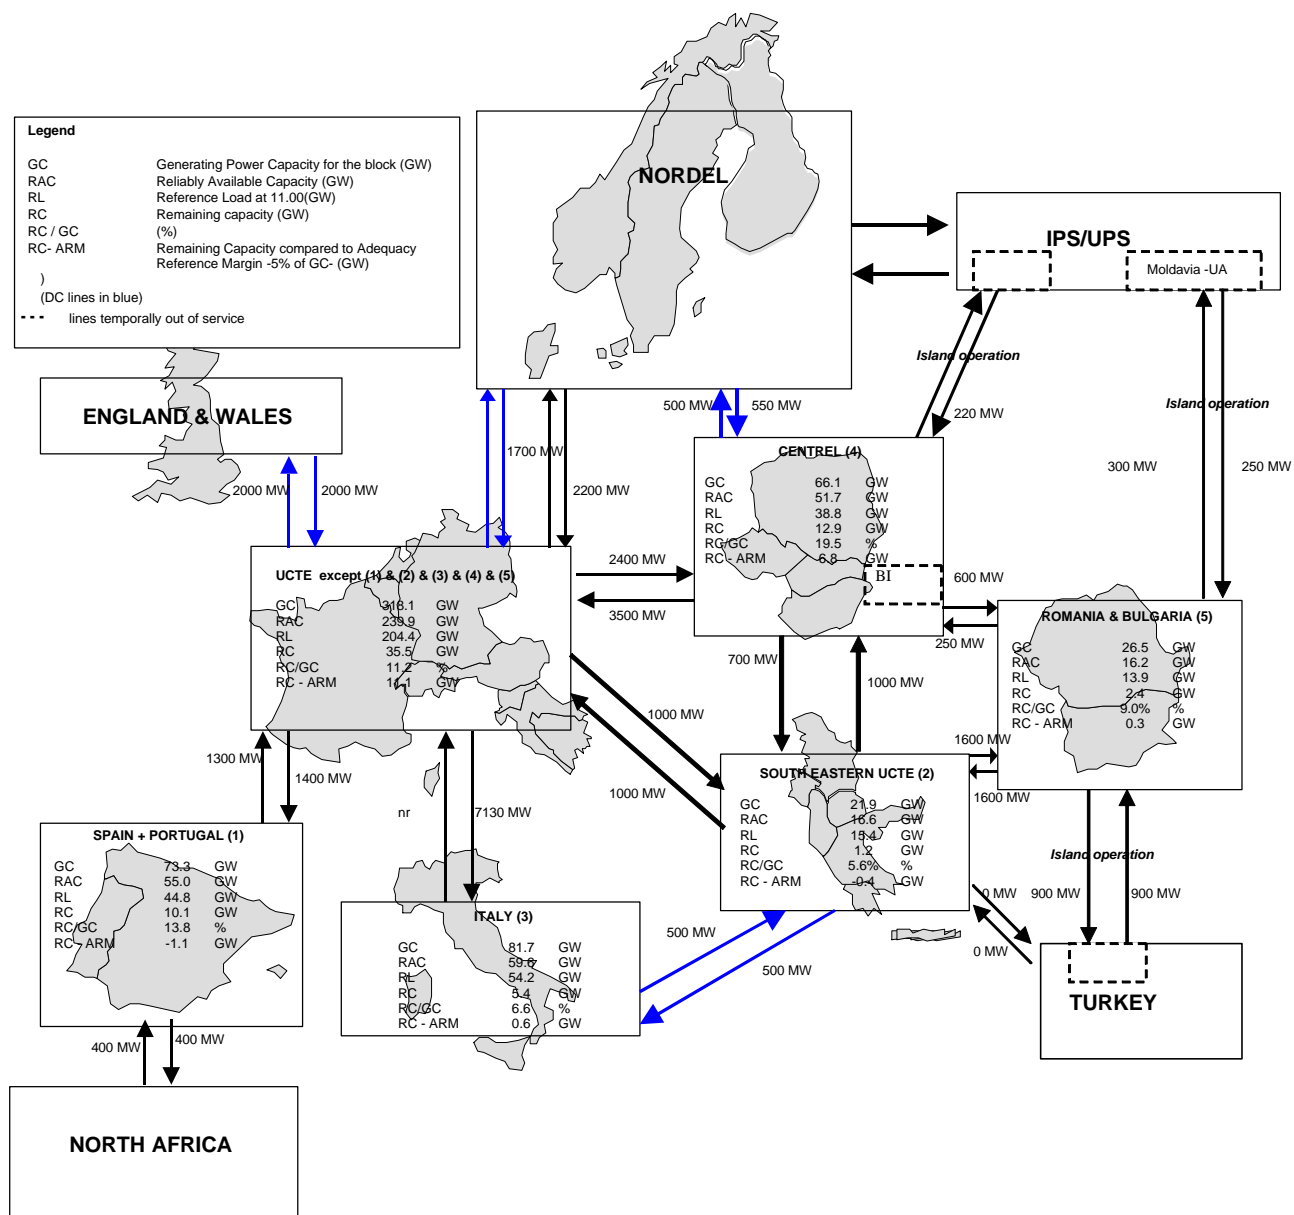 Legend
GC Generating Power Capacity for the block (GW)
RAC Reliably Available Capacity (GW)
RL Reference Load at 11.00(GW)
RC Remaining capacity (GW)
RC / GC (%)
RC- ARM Remaining Capacity compared to Adequacy
Reference Margin -5% of GC- (GW)
)
(DC lines in blue)
lines temporally out of service
NORDEL
IPS/UPS
Moldavia -UA
Island operation
Island operation
220 MW
300 MW
250 MW
ENGLAND & WALES
2000 MW
2000 MW
1700 MW
2200 MW
500 MW
550 MW
CENTREL (4)
GC 66.1 GW
RAC 51.7 GW
RL 38.8 GW
RC 12.9 GW
RC/GC 19.5 %
RC - ARM 6.8 GW
BI
UCTE except (1) & (2) & (3) & (4) & (5)
GC 318.1 GW
RAC 239.9 GW
RL 204.4 GW
RC 35.5 GW
RC/GC 11.2 %
RC - ARM 11.1 GW
2400 MW
3500 MW
600 MW
250 MW
ROMANIA & BULGARIA (5)
GC 26.5 GW
RAC 16.2 GW
RL 13.9 GW
RC 2.4 GW
RC/GC 9.0% %
RC - ARM 0.3 GW
700 MW
1000 MW
1000 MW
1000 MW
1600 MW
1600 MW
1300 MW
1400 MW
nr
7130 MW
SOUTH EASTERN UCTE (2)
GC 21.9 GW
RAC 16.6 GW
RL 15.4 GW
RC 1.2 GW
RC/GC 5.6% %
RC - ARM -0.4 GW
SPAIN + PORTUGAL (1)
GC 73.3 GW
RAC 55.0 GW
RL 44.8 GW
RC 10.1 GW
RC/GC 13.8 %
RC - ARM -1.1 GW
Island operation
0 MW
900 MW
900 MW
0 MW
ITALY (3)
GC 81.7 GW
RAC 59.6 GW
RL 54.2 GW
RC 5.4 GW
RC/GC 6.6 %
RC - ARM 0.6 GW
500 MW
500 MW
TURKEY
400 MW
400 MW
NORTH AFRICA